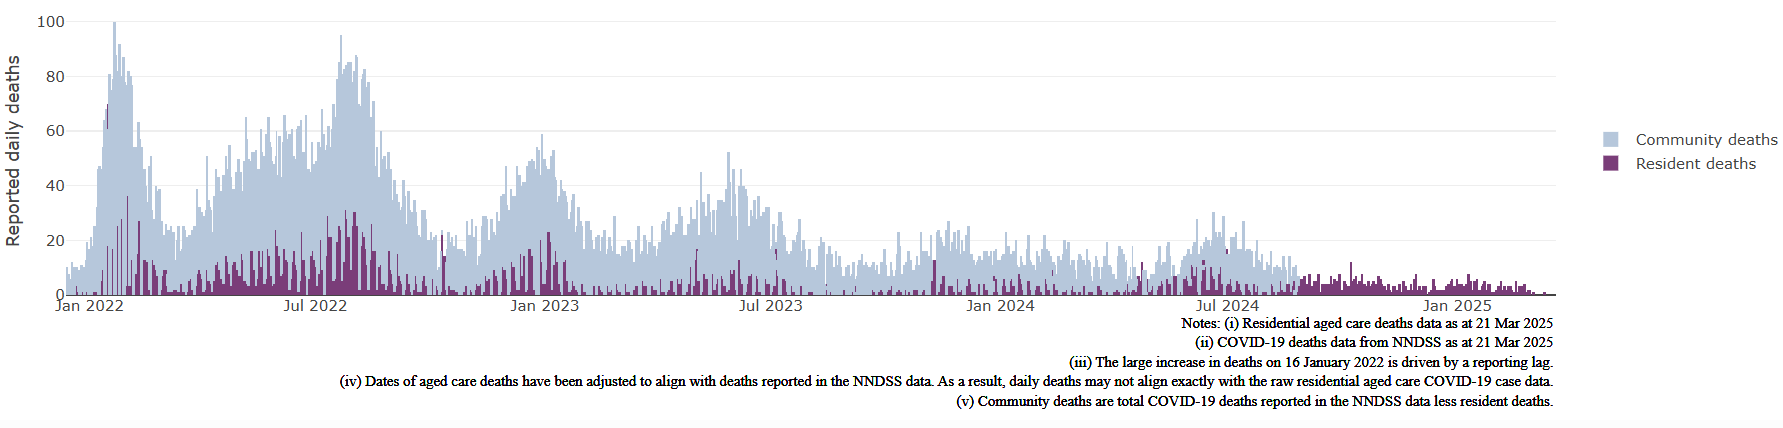 Reported daily deaths
100
80
60
40
20
0
Jan 2022
Jul 2022
Jan 2023
Jul 2023
Jan 2024
Jul 2024
Jan 2025
Community deaths
Resident deaths
Notes: (i) Residential aged care deaths data as at 21 Mar 2025
(ii) COVID-19 deaths data from NNDSS as at 21 Mar 2025
(iii) The large increase in deaths on 16 January 2022 is driven by a reporting lag.
(iv) Dates of aged care deaths have been adjusted to align with deaths reported in the NNDSS data. As a result, daily deaths may not align exactly with the raw residential aged care COVID-19 case data.
(v) Community deaths are total COVID-19 deaths reported in the NNDSS data less resident deaths.